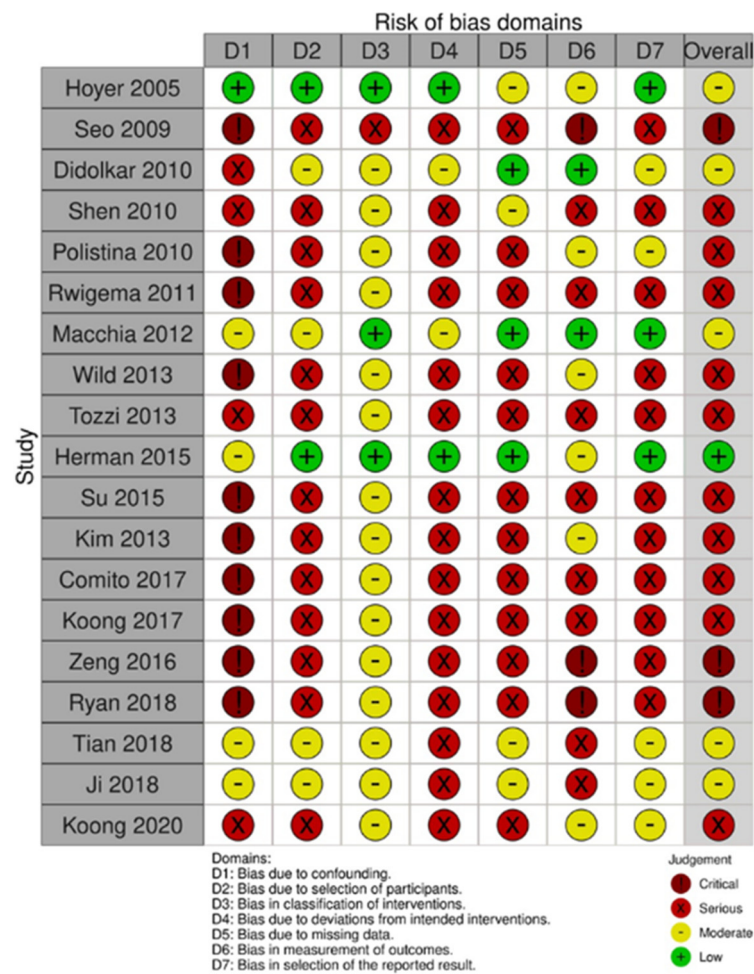 Risk of bias domains
D1 D2 D3 D4 D5 D6 D7 Overall
Study
Hoyer 2005 + + + + - - + -
Seo 2009 ! X X X X ! X !
Didolkar 2010 X - - - + + - -
Shen 2010 X X - X - X X X
Polistina 2010 ! X - X X - - X
Rwigema 2011 ! X - X X X X X
Macchia 2012 - - + - + + + -
Wild 2013 ! X - X X - X X
Tozzi 2013 X X - X X X X X
Herman 2015 - + + + + - + +
Su 2015 ! X - X X X X X
Kim 2013 ! X - X X - X X
Comito 2017 ! X - X X X X X
Koong 2017 ! X - X X X X X
Zeng 2016 ! X - X X ! X !
Ryan 2018 ! X - X X ! X !
Tian 2018 - - - X - X - -
Ji 2018 - - - X - X - -
Koong 2020 X X - X X - - X
Domains:
D1: Bias due to confounding.
D2: Bias due to selection of participants.
D3: Bias in classification of interventions.
D4: Bias due to deviations from intended interventions.
D5: Bias due to missing data.
D6: Bias in measurement of outcomes.
D7: Bias in selection of the reported result.
Judgement
! Critical
X Serious
- Moderate
+ Low